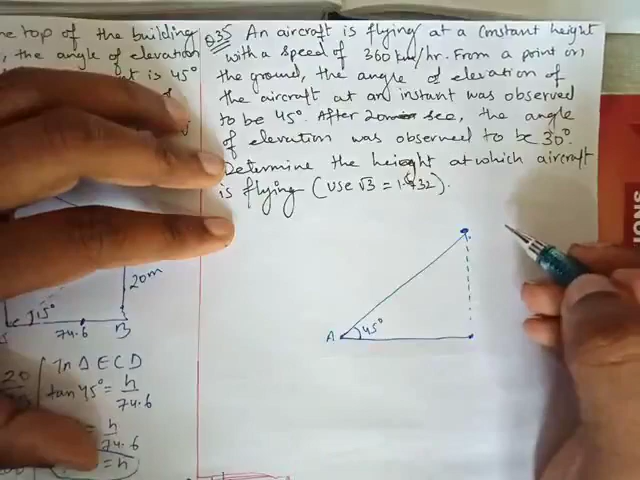 ne top of the building
, the angle of elevation
t is 45°
Q35 An aircraft is flying at a constant height
with a speed of 360 km/hr. From a point on
the ground, the angle of elevation of
the aircraft at an instant was observed
to be 45°. After 20 sec, the angle
of elevation was observed to be 30°.
Determine the height at which aircraft
is flying (use √3 = 1.732).
A 45°
15°
74.6
B
20m
20
In Δ ECD
tan 45° = h/74.6
= h/74.6
= h